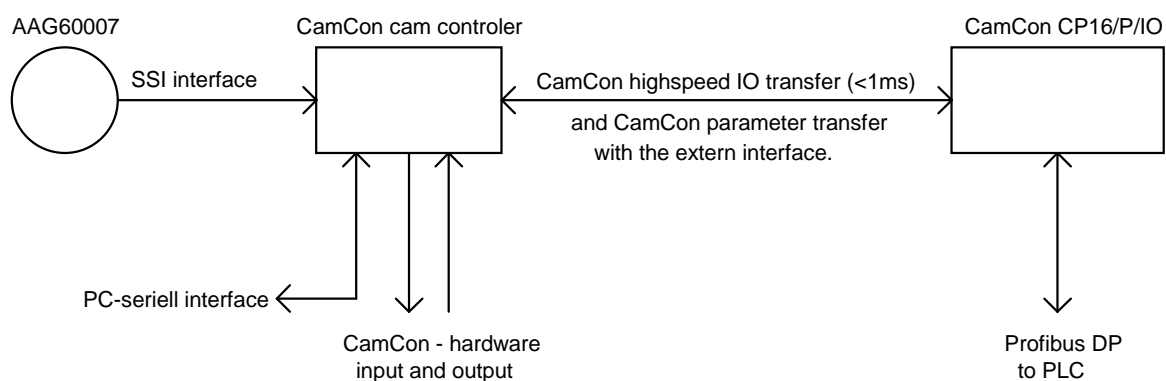 AAG60007
CamCon cam controler
CamCon CP16/P/IO
SSI interface
CamCon highspeed IO transfer (<1ms)
and CamCon parameter transfer
with the extern interface.
PC-seriell interface
CamCon - hardware
input and output
Profibus DP
to PLC